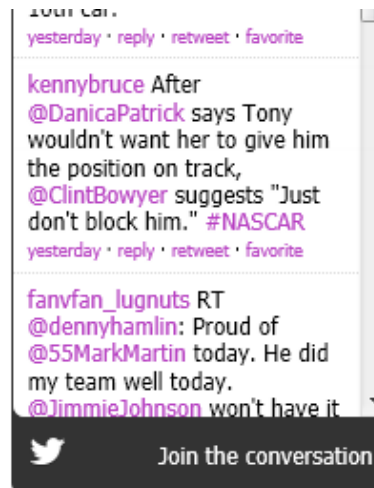 10th car.
yesterday · reply · retweet · favorite
kennybruce After
@DanicaPatrick says Tony
wouldn't want her to give him
the position on track,
@ClintBowyer suggests "Just
don't block him." #NASCAR
yesterday · reply · retweet · favorite
fanvfan_lugnuts RT
@dennyhamlin: Proud of
@55MarkMartin today. He did
my team well today.
@JimmieJohnson won't have it
Join the conversation